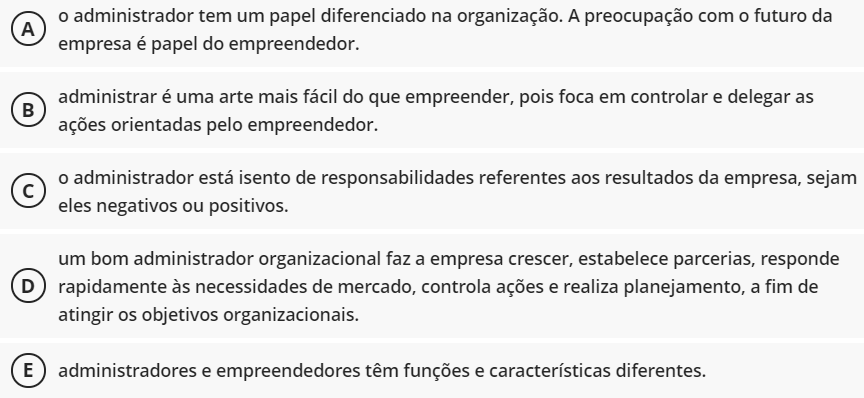 A o administrador tem um papel diferenciado na organização. A preocupação com o futuro da
empresa é papel do empreendedor.
B administrar é uma arte mais fácil do que empreender, pois foca em controlar e delegar as
ações orientadas pelo empreendedor.
C o administrador está isento de responsabilidades referentes aos resultados da empresa, sejam
eles negativos ou positivos.
D um bom administrador organizacional faz a empresa crescer, estabelece parcerias, responde
rapidamente às necessidades de mercado, controla ações e realiza planejamento, a fim de
atingir os objetivos organizacionais.
E administradores e empreendedores têm funções e características diferentes.